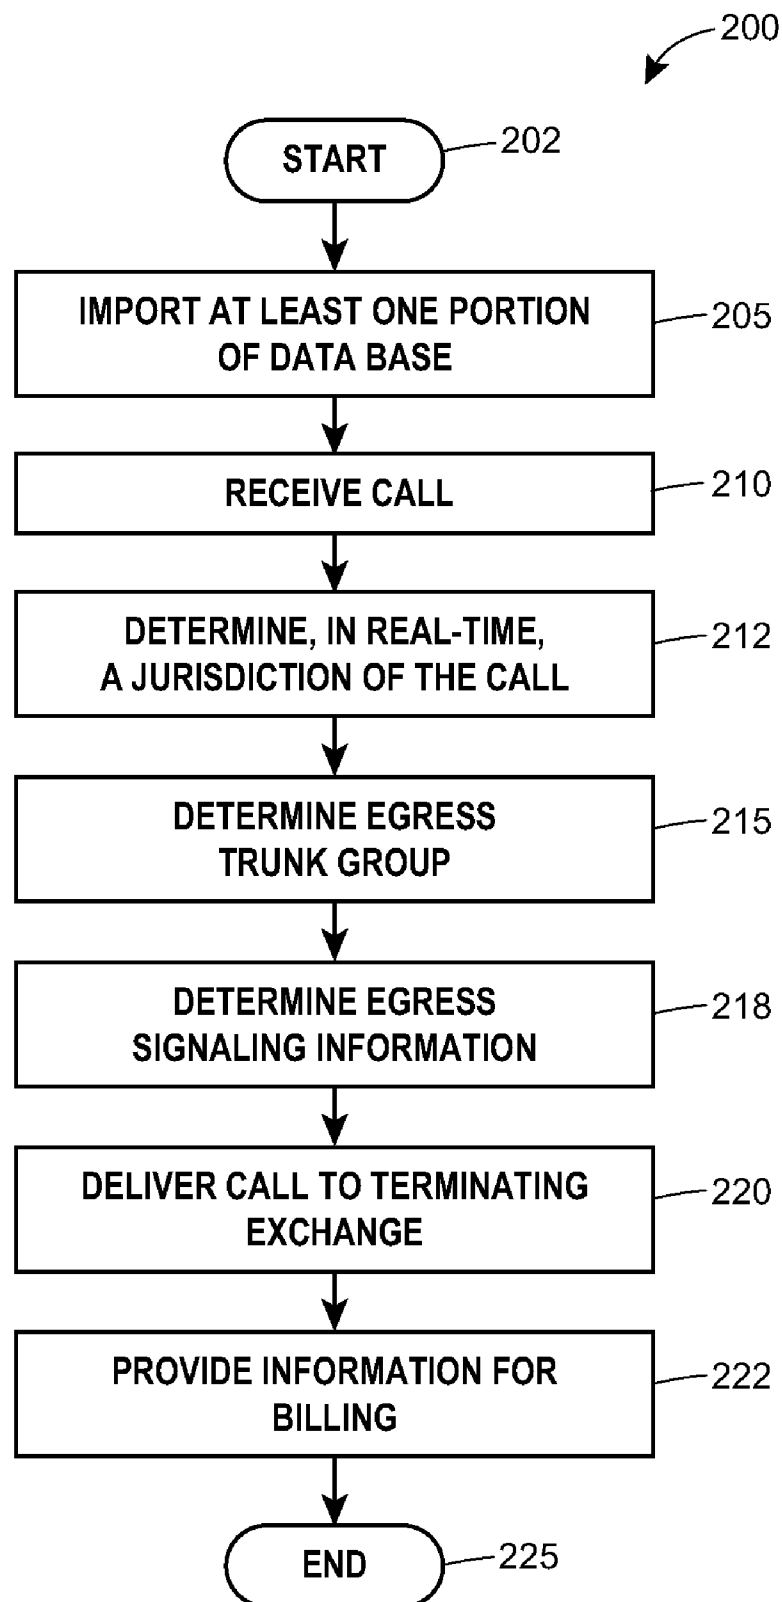 200
START
202
IMPORT AT LEAST ONE PORTION
OF DATA BASE
205
RECEIVE CALL
210
DETERMINE, IN REAL-TIME,
A JURISDICTION OF THE CALL
212
DETERMINE EGRESS
TRUNK GROUP
215
DETERMINE EGRESS
SIGNALING INFORMATION
218
DELIVER CALL TO TERMINATING
EXCHANGE
220
PROVIDE INFORMATION FOR
BILLING
222
END
225